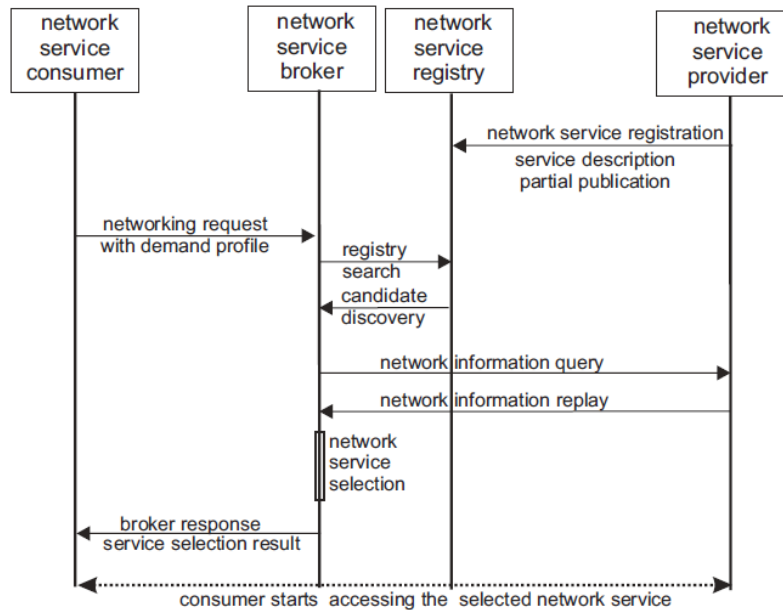 network
service
consumer
network
service
broker
network
service
registry
network
service
provider
network service registration
service description
partial publication
networking request
with demand profile
registry
search
candidate
discovery
network information query
network information replay
network
service
selection
broker response
service selection result
consumer starts accessing the selected network service